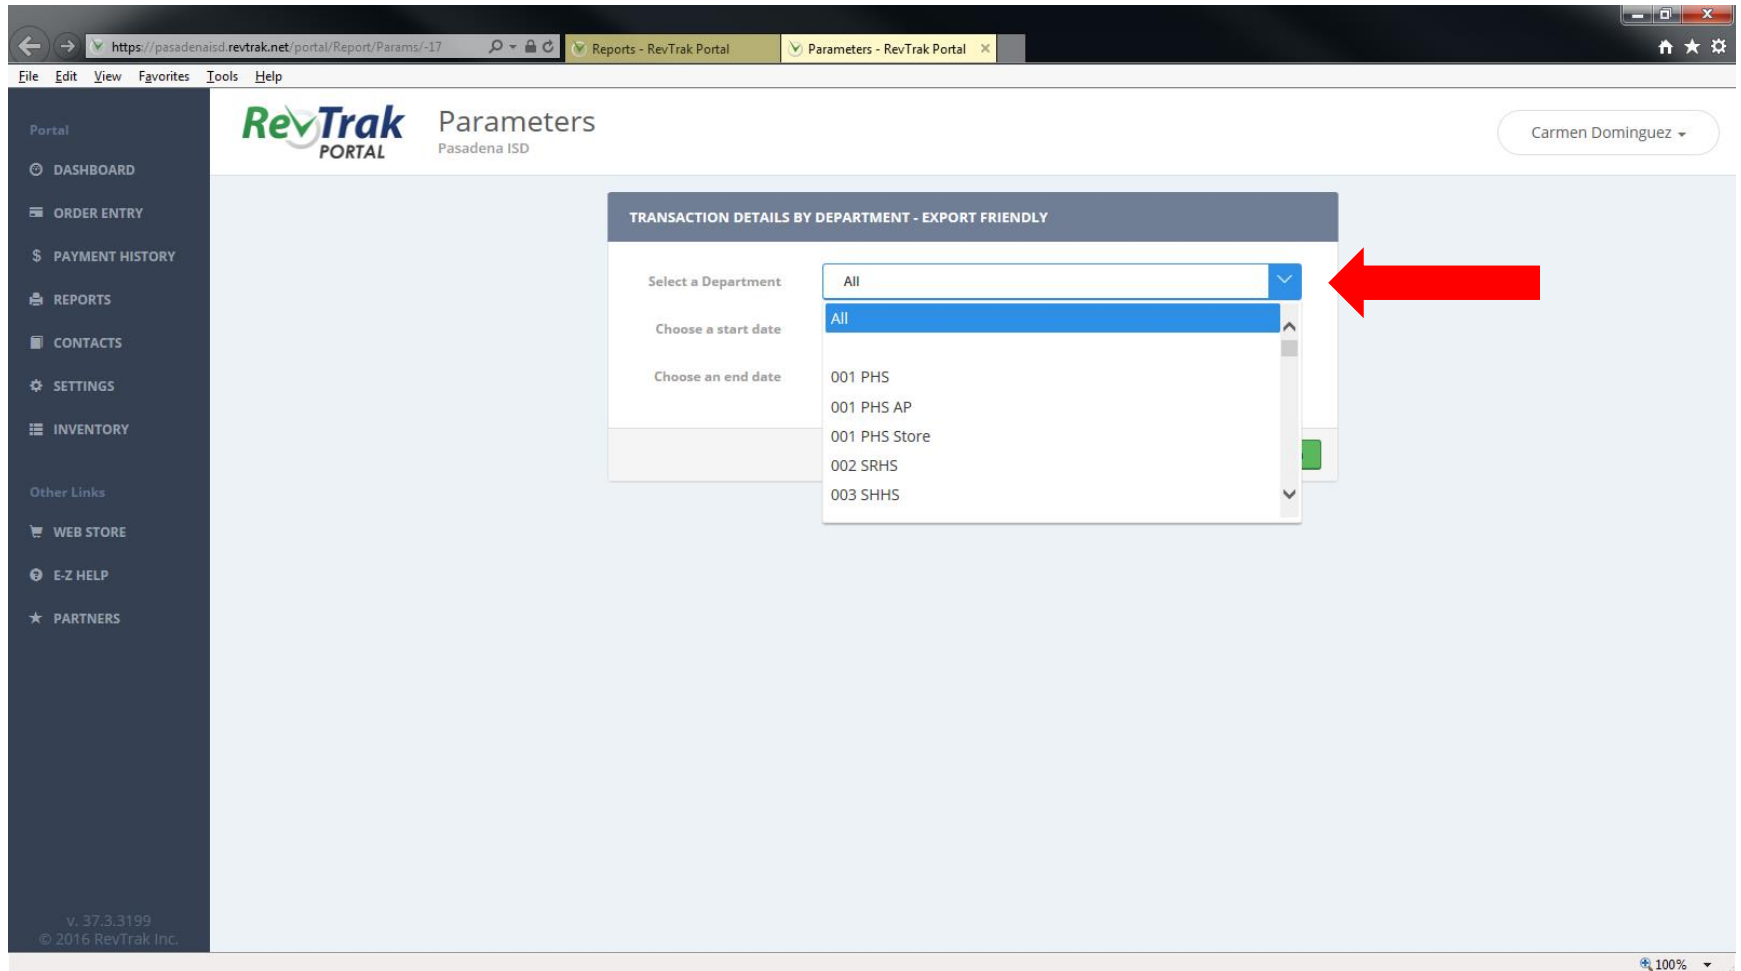 https://pasadenaisd.revtrak.net/portal/Report/Params/-17
Reports - RevTrak Portal
Parameters - RevTrak Portal
File Edit View Favorites Tools Help
Portal
DASHBOARD
ORDER ENTRY
PAYMENT HISTORY
REPORTS
CONTACTS
SETTINGS
INVENTORY
Other Links
WEB STORE
E-Z HELP
PARTNERS
v. 37.3.3199
© 2016 RevTrak Inc.
RevTrak
PORTAL
Parameters
Pasadena ISD
Carmen Dominguez
TRANSACTION DETAILS BY DEPARTMENT - EXPORT FRIENDLY
Select a Department
All
Choose a start date
Choose an end date
All
001 PHS
001 PHS AP
001 PHS Store
002 SRHS
003 SHHS
100%